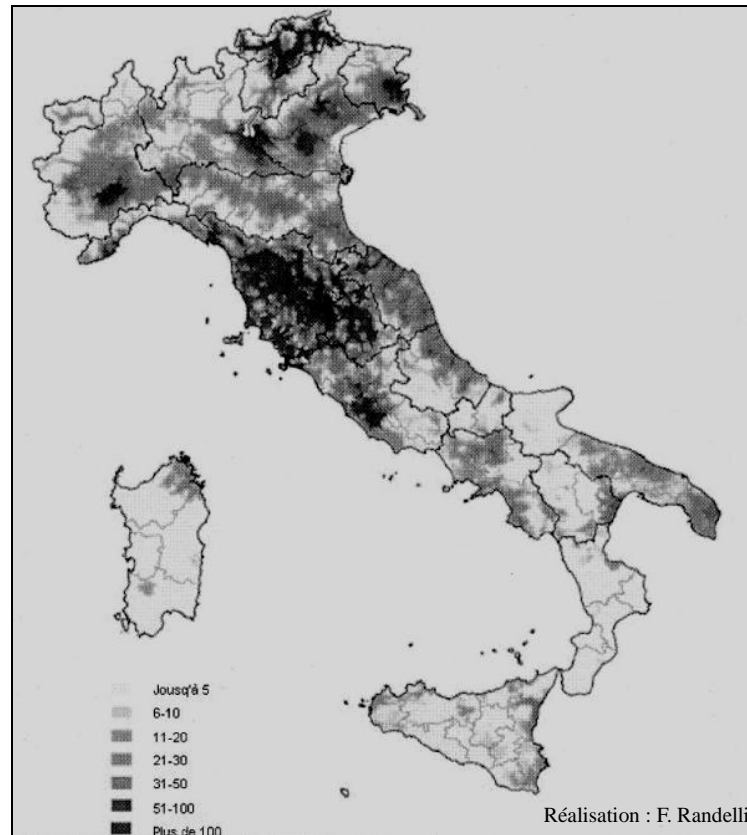 Jousq'à 5
6-10
11-20
21-30
31-50
51-100
Plus de 100
Réalisation : F. Randelli